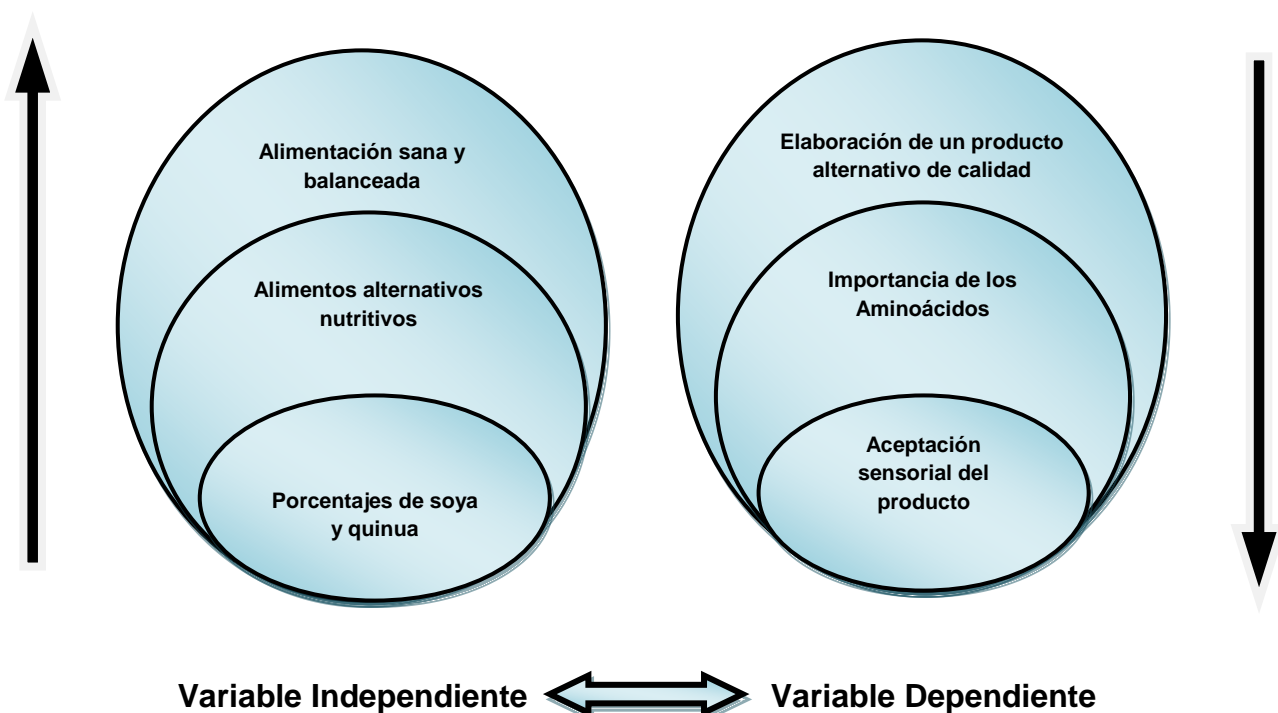 Alimentación sana y
balanceada
Alimentos alternativos
nutritivos
Porcentajes de soya
y quinua
Elaboración de un producto
alternativo de calidad
Importancia de los
Aminoácidos
Aceptación
sensorial del
producto
Variable Independiente
Variable Dependiente